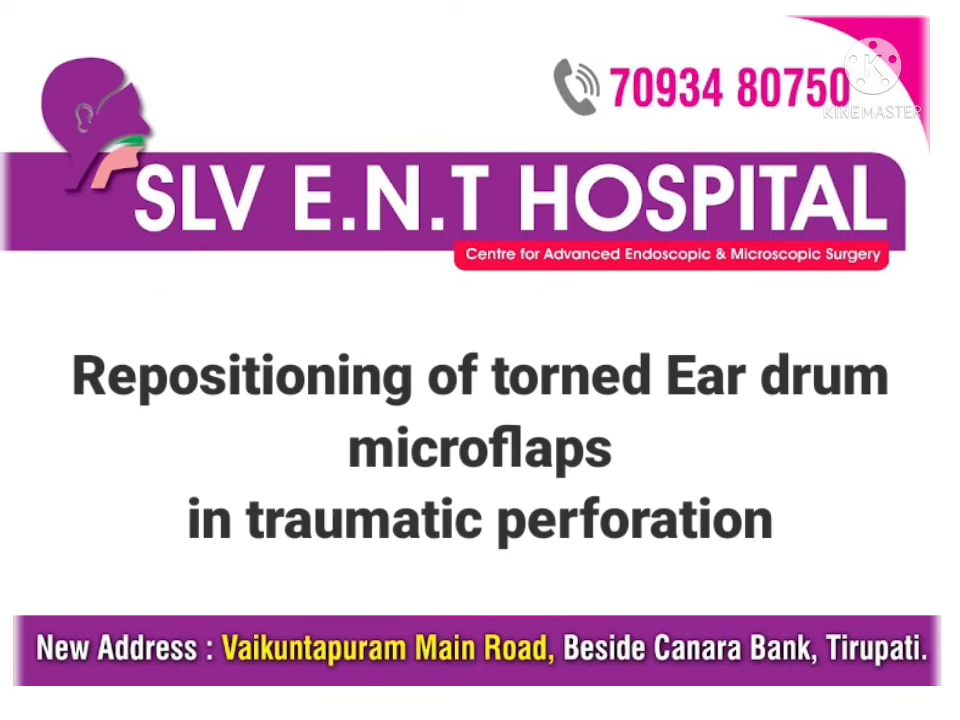 70934 80750
KINEMASTER
SLV E.N.T HOSPITAL
Centre for Advanced Endoscopic & Microscopic Surgery
Repositioning of torned Ear drum
microflaps
in traumatic perforation
New Address : Vaikuntapuram Main Road, Beside Canara Bank, Tirupati.